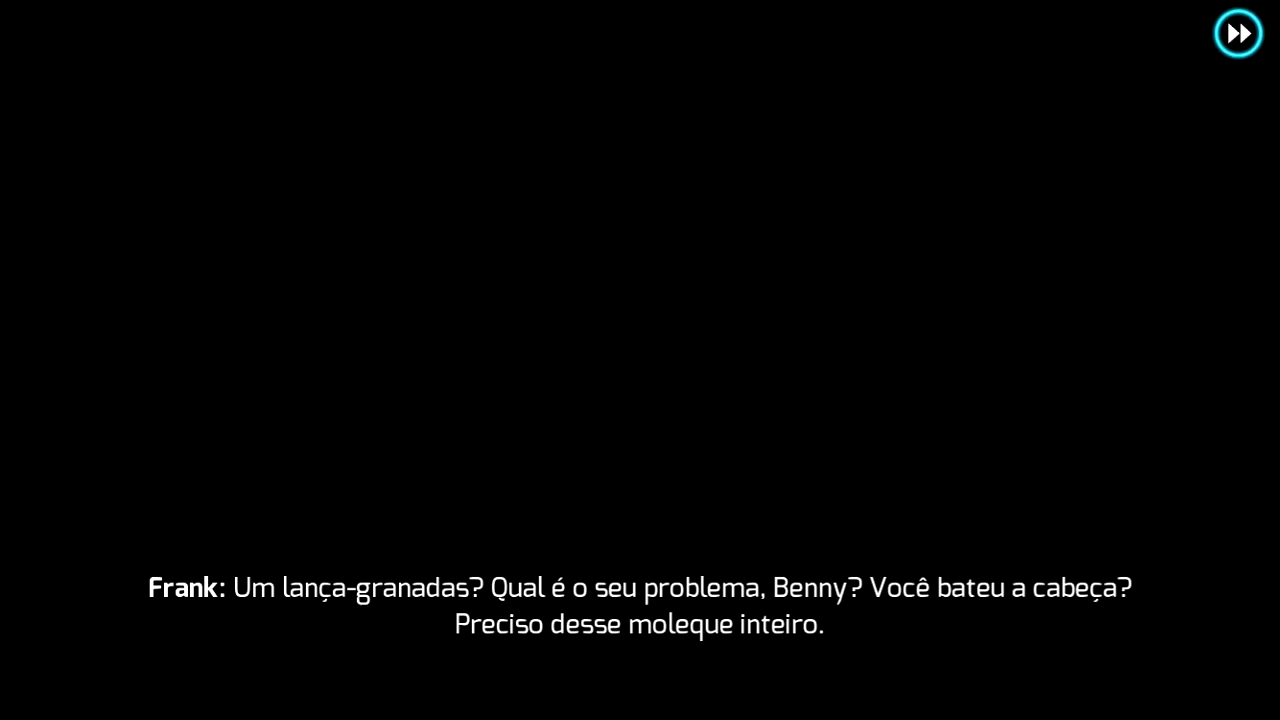 Frank: Um lança-granadas? Qual é o seu problema, Benny? Você bateu a cabeça?
Preciso desse moleque inteiro.